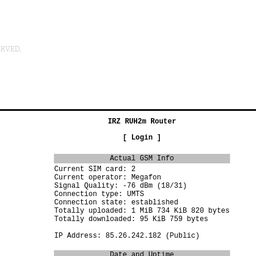 RVED.
IRZ RUH2m Router
[ Login ]
Actual GSM Info
Current SIM card: 2
Current operator: Megafon
Signal Quality: -76 dBm (18/31)
Connection type: UMTS
Connection state: established
Totally uploaded: 1 MiB 734 KiB 820 bytes
Totally downloaded: 95 KiB 759 bytes
IP Address: 85.26.242.182 (Public)
Date and Uptime